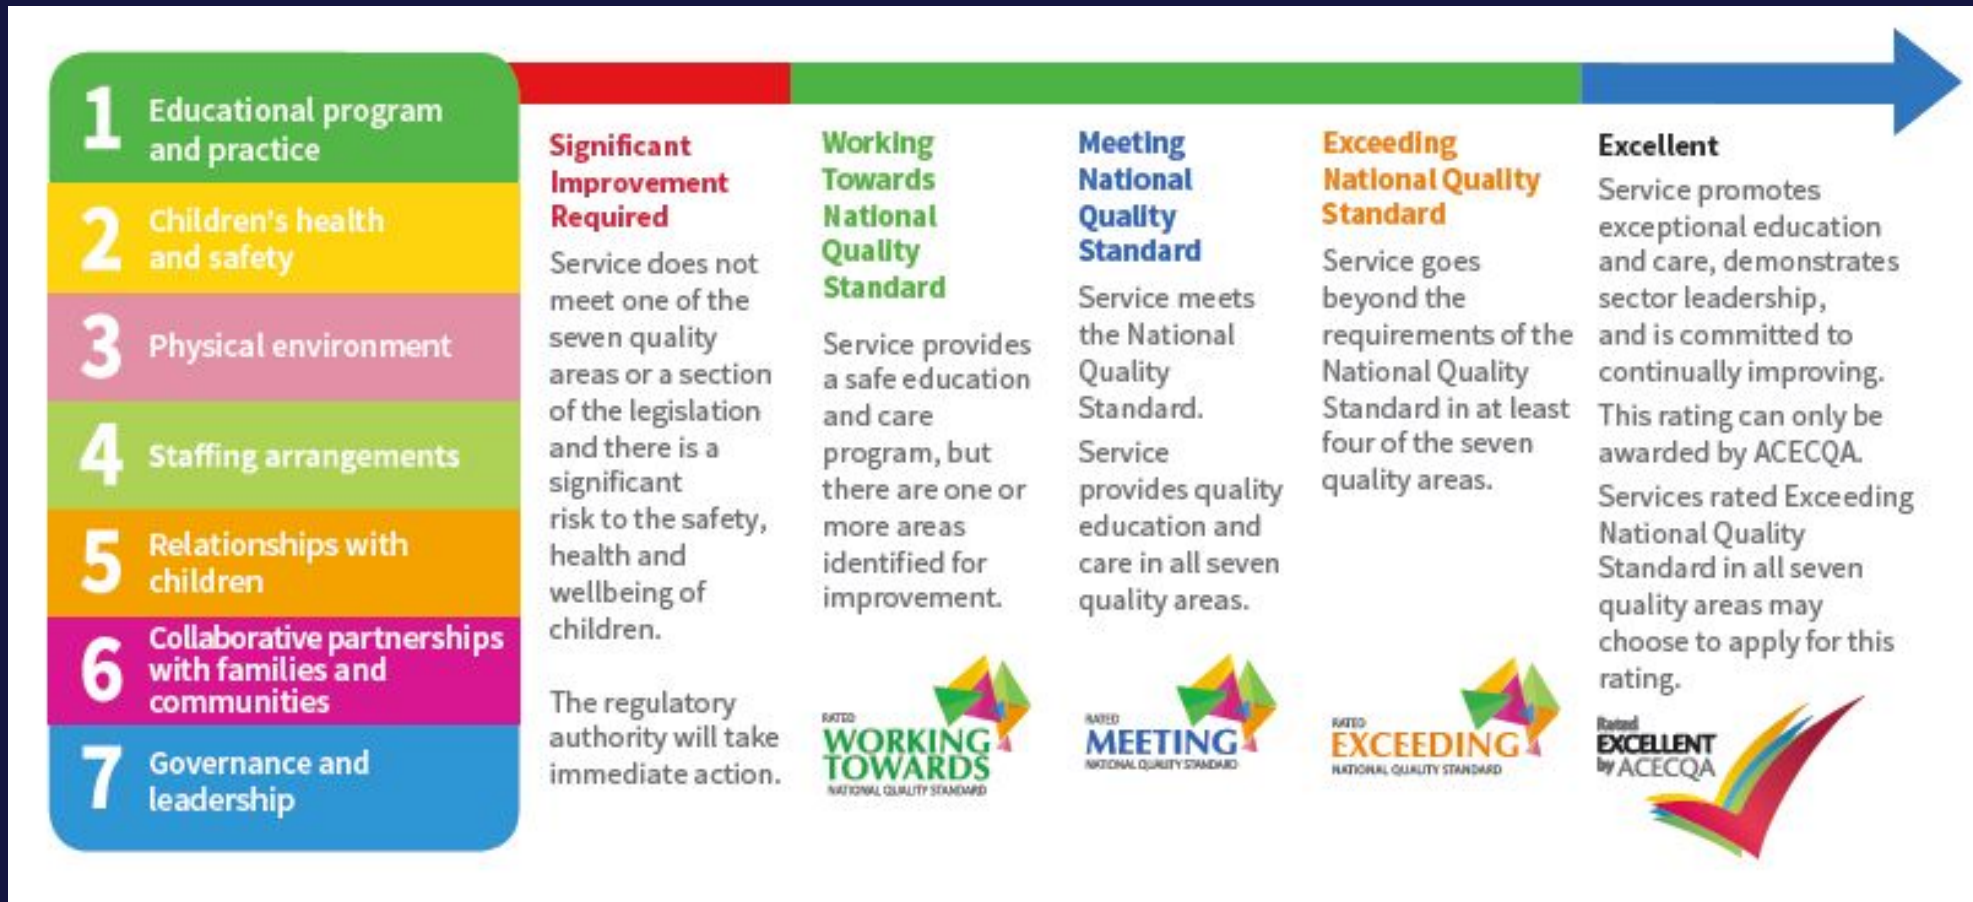 1
Educational program
and practice
2
Children's health
and safety
3
Physical environment
4
Staffing arrangements
5
Relationships with
children
6
Collaborative partnerships
with families and
communities
7
Governance and
leadership
Significant
Improvement
Required
Service does not
meet one of the
seven quality
areas or a section
of the legislation
and there is a
significant
risk to the safety,
health and
wellbeing of
children.
The regulatory
authority will take
immediate action.
Working
Towards
National
Quality
Standard
Service provides
a safe education
and care
program, but
there are one or
more areas
identified for
improvement.
RATED
WORKING
TOWARDS
NATIONAL QUALITY STANDARD
Meeting
National
Quality
Standard
Service meets
the National
Quality
Standard.
Service
provides quality
education and
care in all seven
quality areas.
RATED
MEETING
NATIONAL QUALITY STANDARD
Exceeding
National Quality
Standard
Service goes
beyond the
requirements of the
National Quality
Standard in at least
four of the seven
quality areas.
RATED
EXCEEDING
NATIONAL QUALITY STANDARD
Excellent
Service promotes
exceptional education
and care, demonstrates
sector leadership,
and is committed to
continually improving.
This rating can only be
awarded by ACECQA.
Services rated Exceeding
National Quality
Standard in all seven
quality areas may
choose to apply for this
rating.
Rated
EXCELLENT
by ACECQA